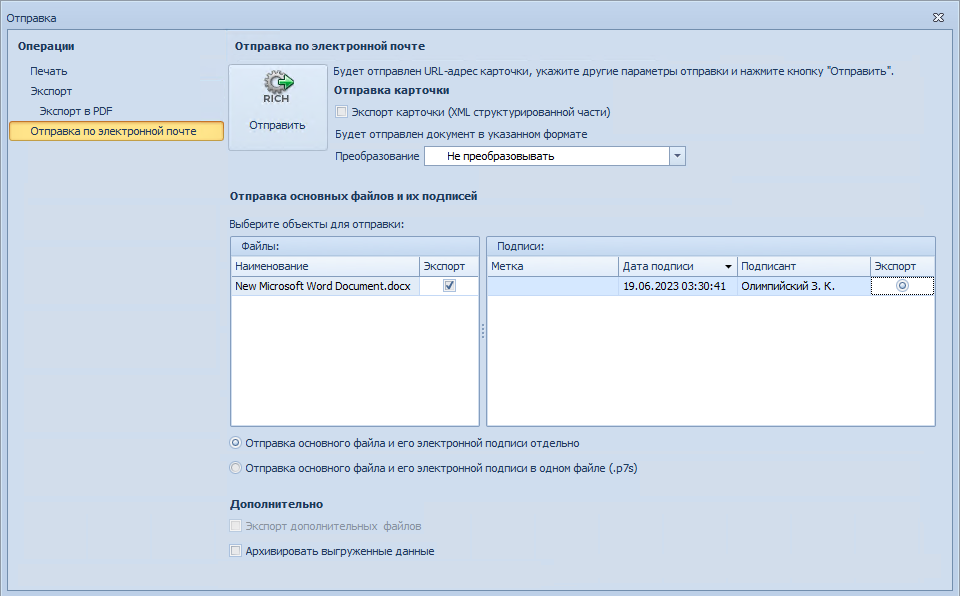 Отправка
Операции
Печать
Экспорт
Экспорт в PDF
Отправка по электронной почте
Отправка по электронной почте
RICH
Отправить
Будет отправлен URL-адрес карточки, укажите другие параметры отправки и нажмите кнопку "Отправить".
Отправка карточки
Экспорт карточки (XML структурированной части)
Будет отправлен документ в указанном формате
Преобразование Не преобразовывать
Отправка основных файлов и их подписей
Выберите объекты для отправки:
Файлы:
Наименование Экспорт
New Microsoft Word Document.docx
Подписи:
Метка Дата подписи Подписант Экспорт
19.06.2023 03:30:41 Олимпийский З. К.
Отправка основного файла и его электронной подписи отдельно
Отправка основного файла и его электронной подписи в одном файле (.p7s)
Дополнительно
Экспорт дополнительных файлов
Архивировать выгруженные данные